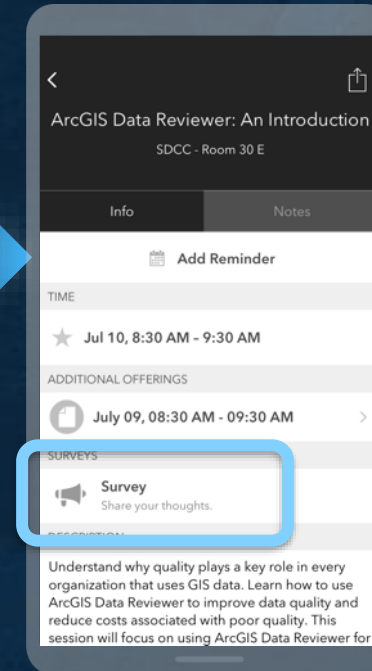 ArcGIS Data Reviewer: An Introduction
SDCC - Room 30 E
Info
Notes
Add Reminder
TIME
Jul 10, 8:30 AM - 9:30 AM
ADDITIONAL OFFERINGS
July 09, 08:30 AM - 09:30 AM
SURVEYS
Survey
Share your thoughts.
DESCRIPTION
Understand why quality plays a key role in every
organization that uses GIS data. Learn how to use
ArcGIS Data Reviewer to improve data quality and
reduce costs associated with poor quality. This
session will focus on using ArcGIS Data Reviewer for